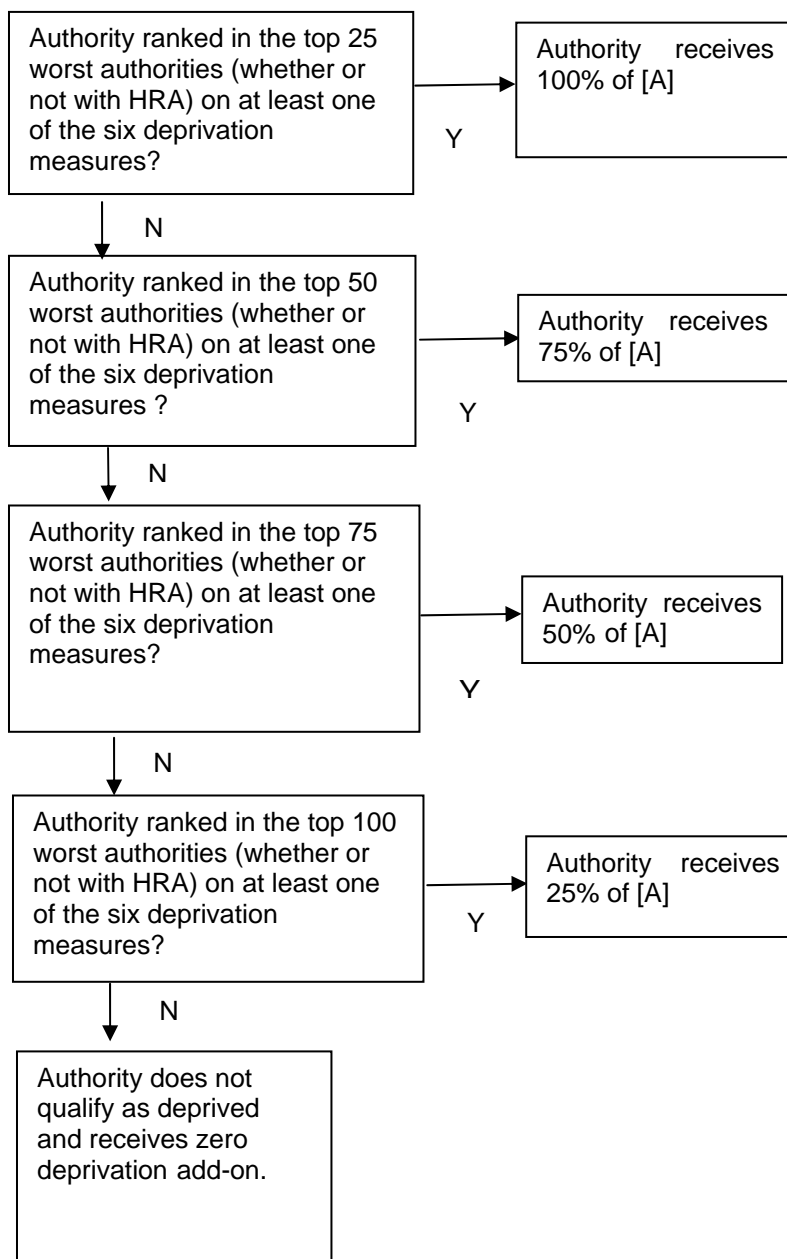 Authority ranked in the top 25
worst authorities (whether or
not with HRA) on at least one
of the six deprivation
measures?
Authority receives
100% of [A]
Y
N
Authority ranked in the top 50
worst authorities (whether or
not with HRA) on at least one
of the six deprivation
measures ?
Authority receives
75% of [A]
Y
N
Authority ranked in the top 75
worst authorities (whether or
not with HRA) on at least one
of the six deprivation
measures?
Authority receives
50% of [A]
Y
N
Authority ranked in the top 100
worst authorities (whether or
not with HRA) on at least one
of the six deprivation
measures?
Authority receives
25% of [A]
Y
N
Authority does not
qualify as deprived
and receives zero
deprivation add-on.